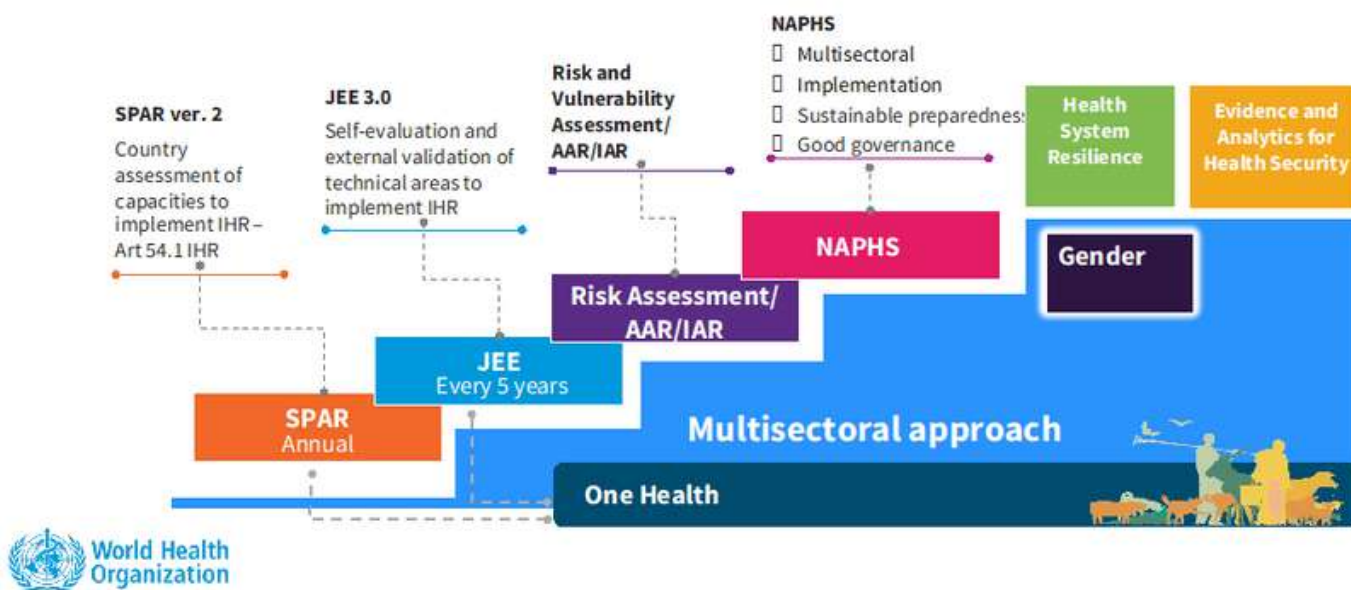 SPAR ver. 2
Country
assessment of
capacities to
implement IHR –
Art 54.1 IHR
JEE 3.0
Self-evaluation and
external validation of
technical areas to
implement IHR
Risk and
Vulnerability
Assessment/
AAR/IAR
NAPHS
Multisectoral
Implementation
Sustainable preparedness
Good governance
Health
System
Resilience
Evidence and
Analytics for
Health Security
SPAR
Annual
JEE
Every 5 years
Risk Assessment/
AAR/IAR
NAPHS
Gender
Multisectoral approach
One Health
World Health
Organization